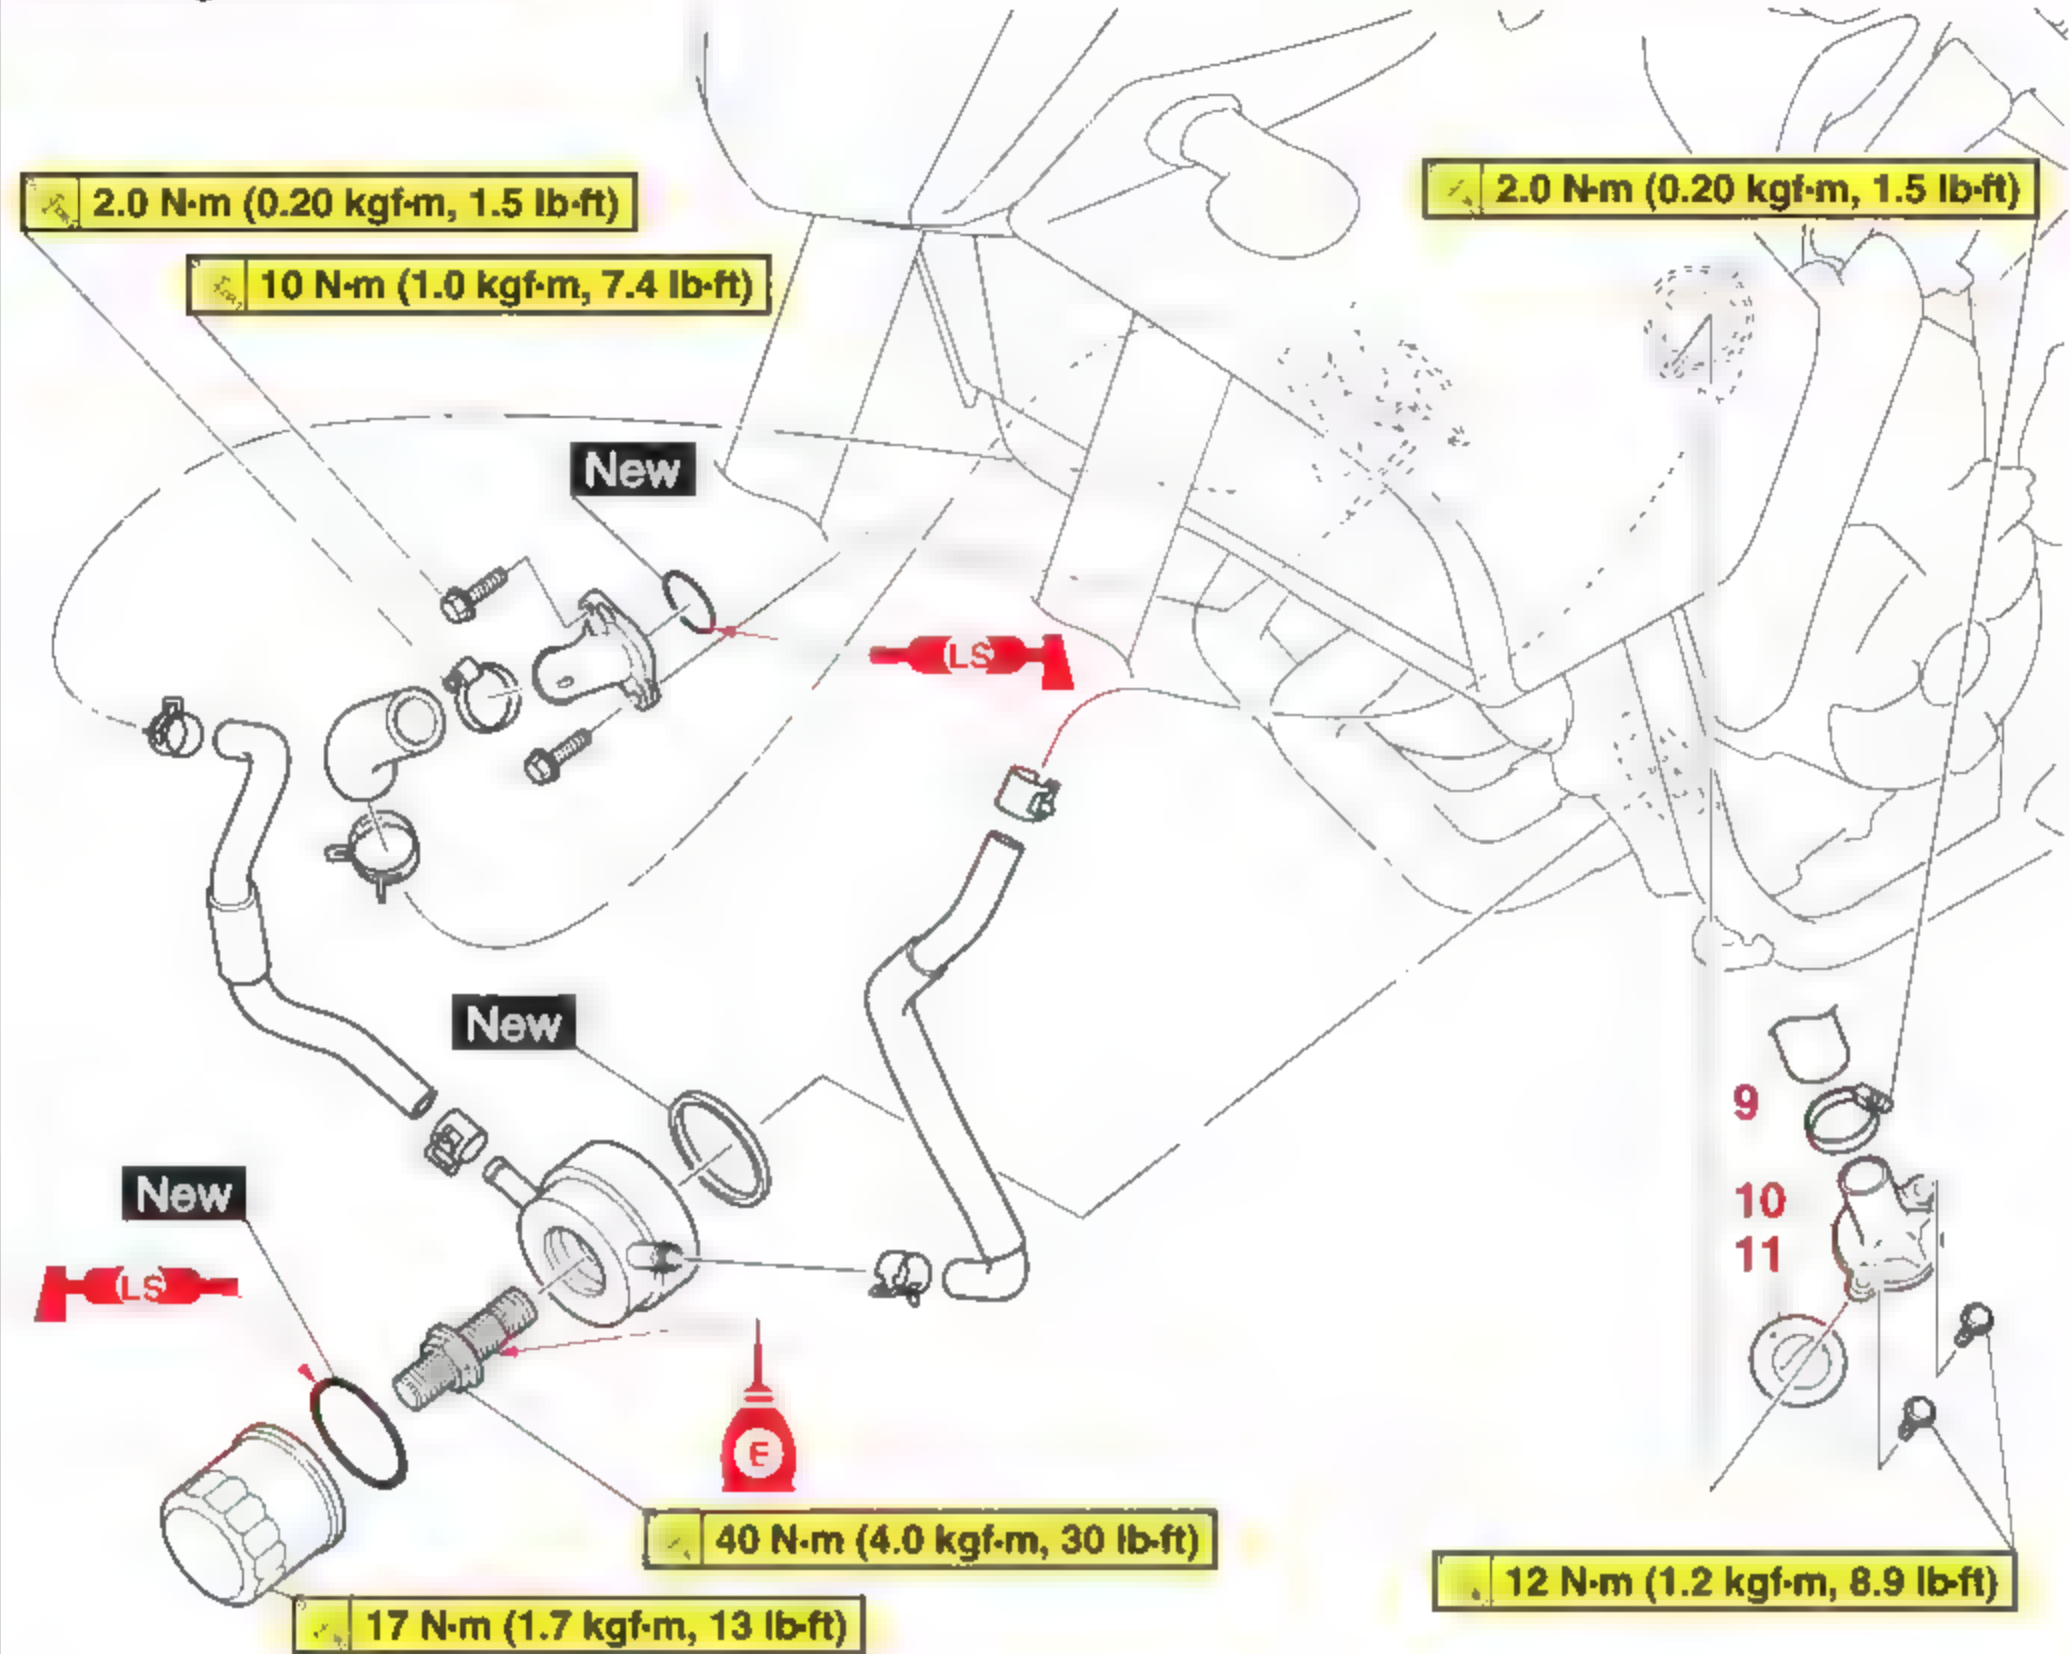 2.0 N·m (0.20 kgf·m, 1.5 lb·ft)
2.0 N·m (0.20 kgf·m, 1.5 lb·ft)
10 N·m (1.0 kgf·m, 7.4 lb·ft)
New
LS
New
9
New
10
11
LS
E
40 N·m (4.0 kgf·m, 30 lb·ft)
12 N·m (1.2 kgf·m, 8.9 lb·ft)
17 N·m (1.7 kgf·m, 13 lb·ft)